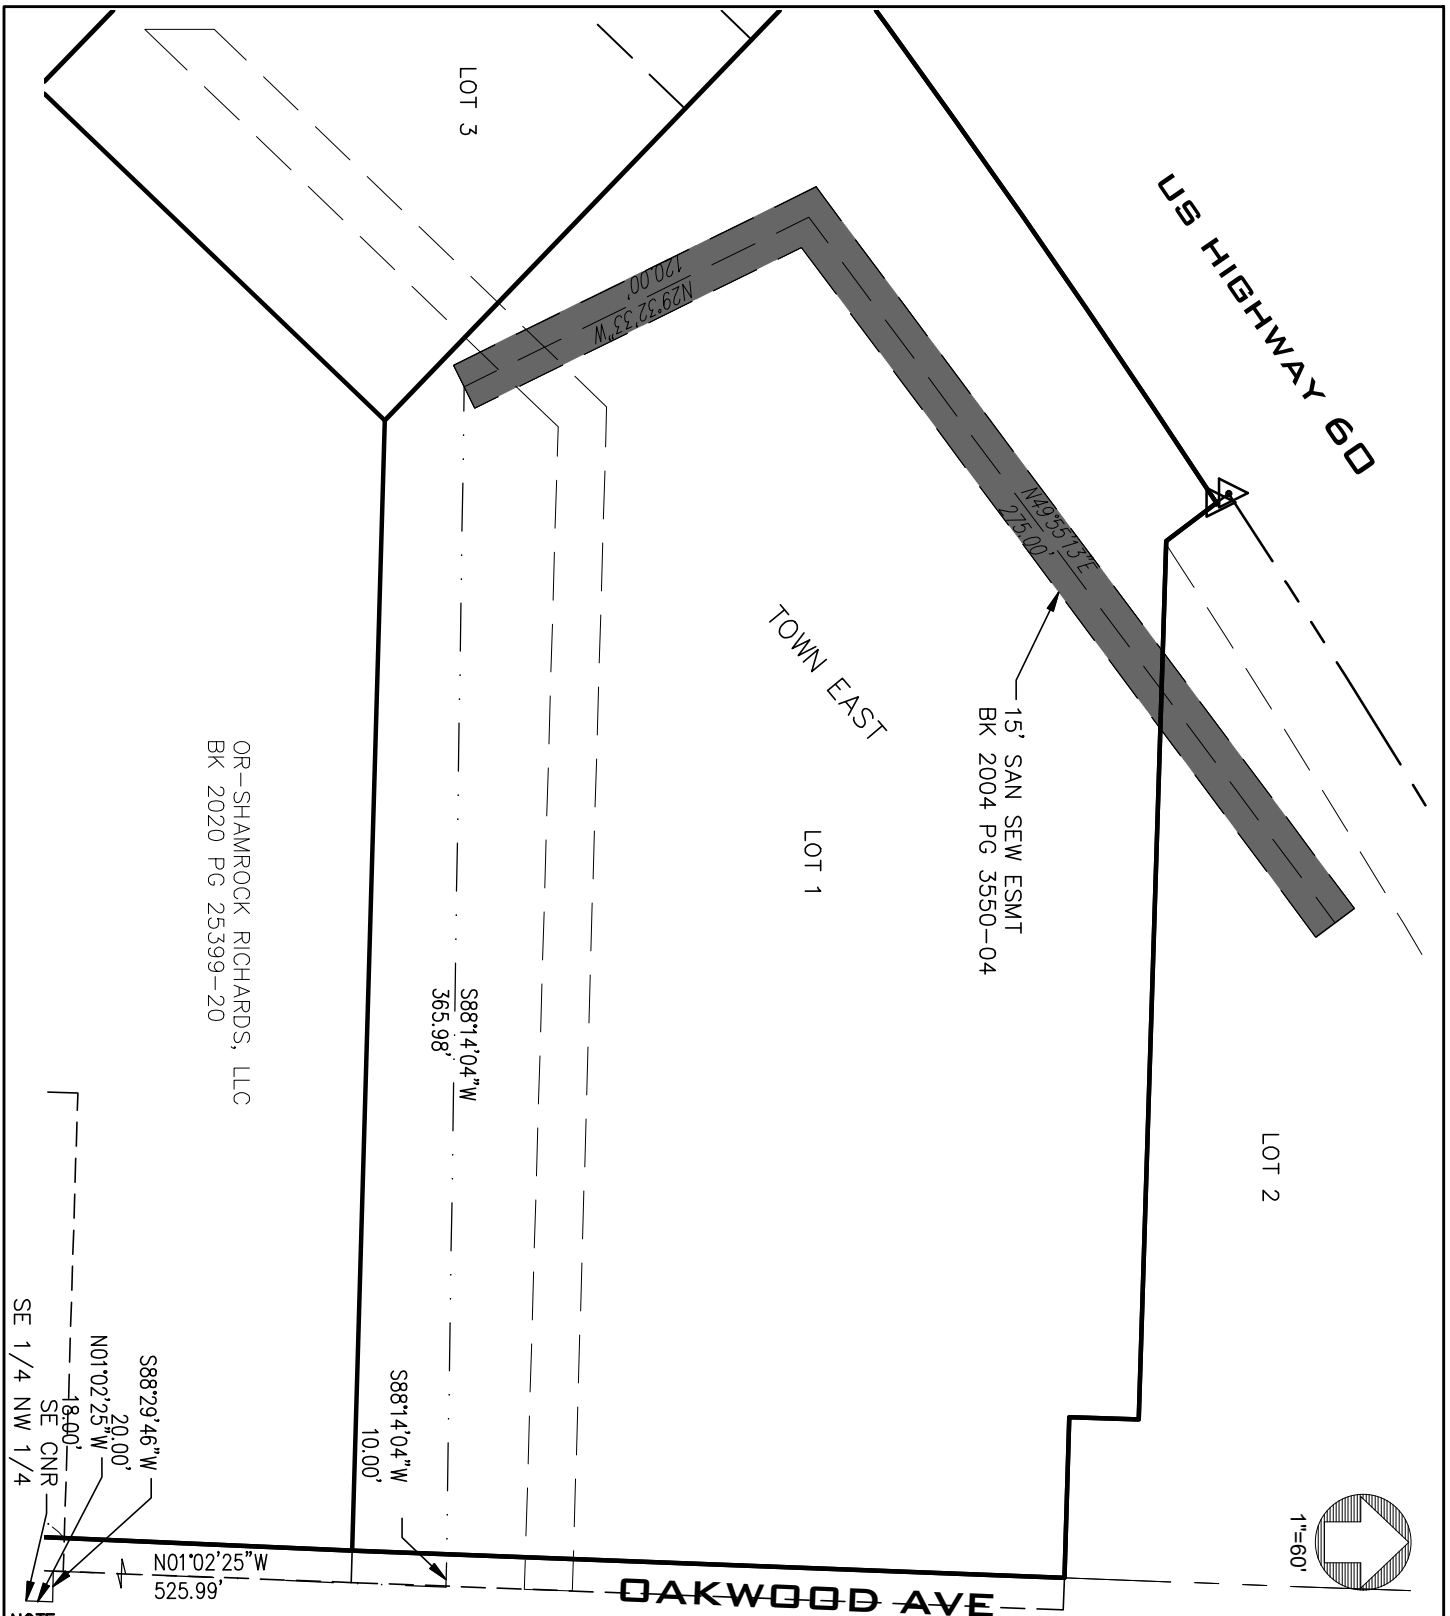 US HIGHWAY 60
LOT 3
N29°32'33"W
120.00'
N49°55'13"E
275.00'
15' SAN SEW ESMT
BK 2004 PG 3550-04
TOWN EAST
LOT 1
LOT 2
S88°14'04"W
365.98'
OR-SHAMROCK RICHARDS, LLC
BK 2020 PG 25399-20
S88°14'04"W
10.00'
S88°29'46"W
20.00'
N01°02'25"W
18.00'
SE CNR
SE 1/4 NW 1/4
N01°02'25"W
525.99'
OAKWOOD AVE
1"=60'